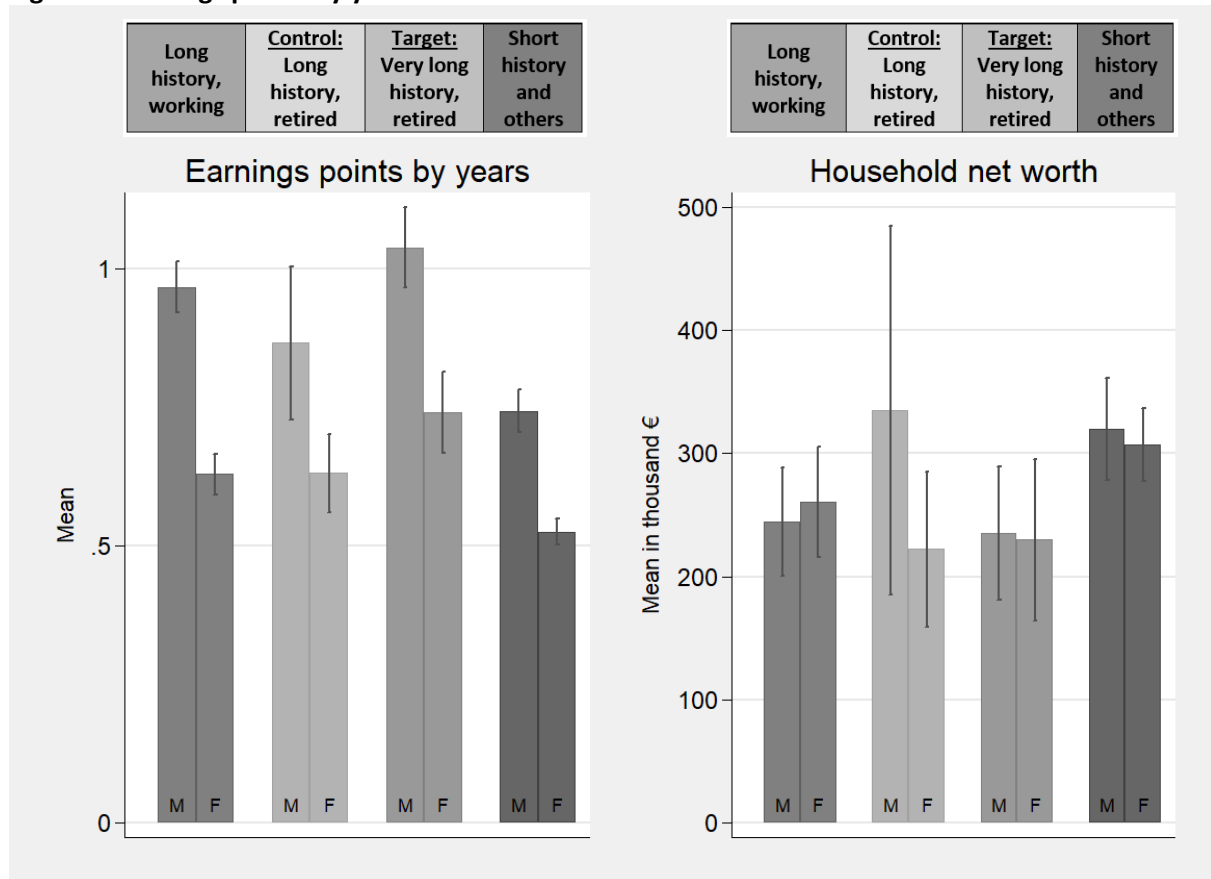 Long
history,
working
Control:
Long
history,
retired
Target:
Very long
history,
retired
Short
history
and
others
Earnings points by years
Mean
1
.5
0
M F M F M F M F
Long
history,
working
Control:
Long
history,
retired
Target:
Very long
history,
retired
Short
history
and
others
Household net worth
Mean in thousand €
500
400
300
200
100
0
M F M F M F M F